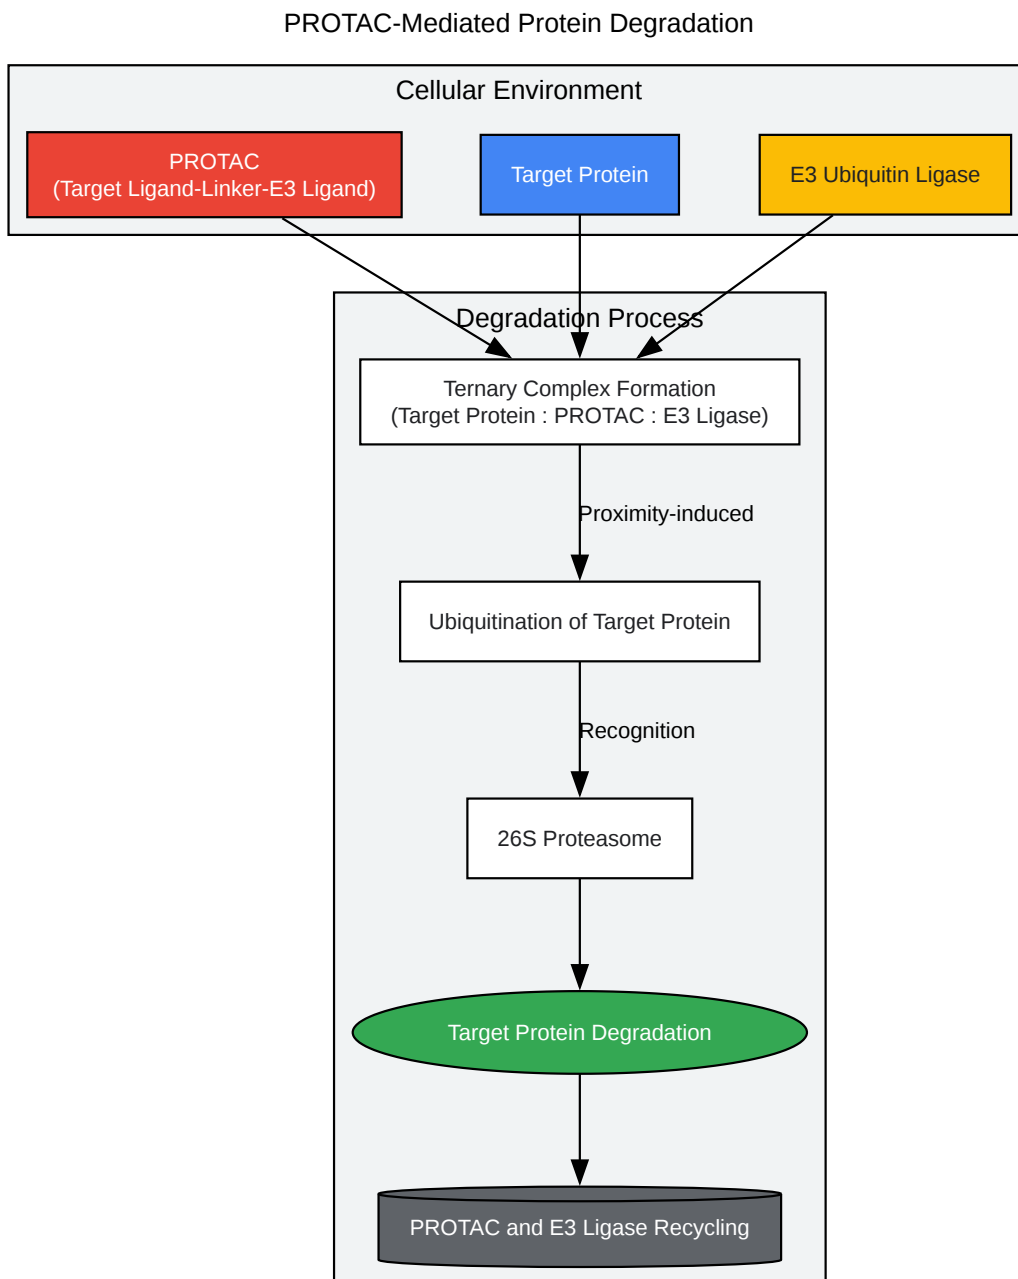 PROTAC-Mediated Protein Degradation
Cellular Environment
PROTAC
(Target Ligand-Linker-E3 Ligand)
Target Protein
E3 Ubiquitin Ligase
Degradation Process
Ternary Complex Formation
(Target Protein : PROTAC : E3 Ligase)
Proximity-induced
Ubiquitination of Target Protein
Recognition
26S Proteasome
Target Protein Degradation
PROTAC and E3 Ligase Recycling